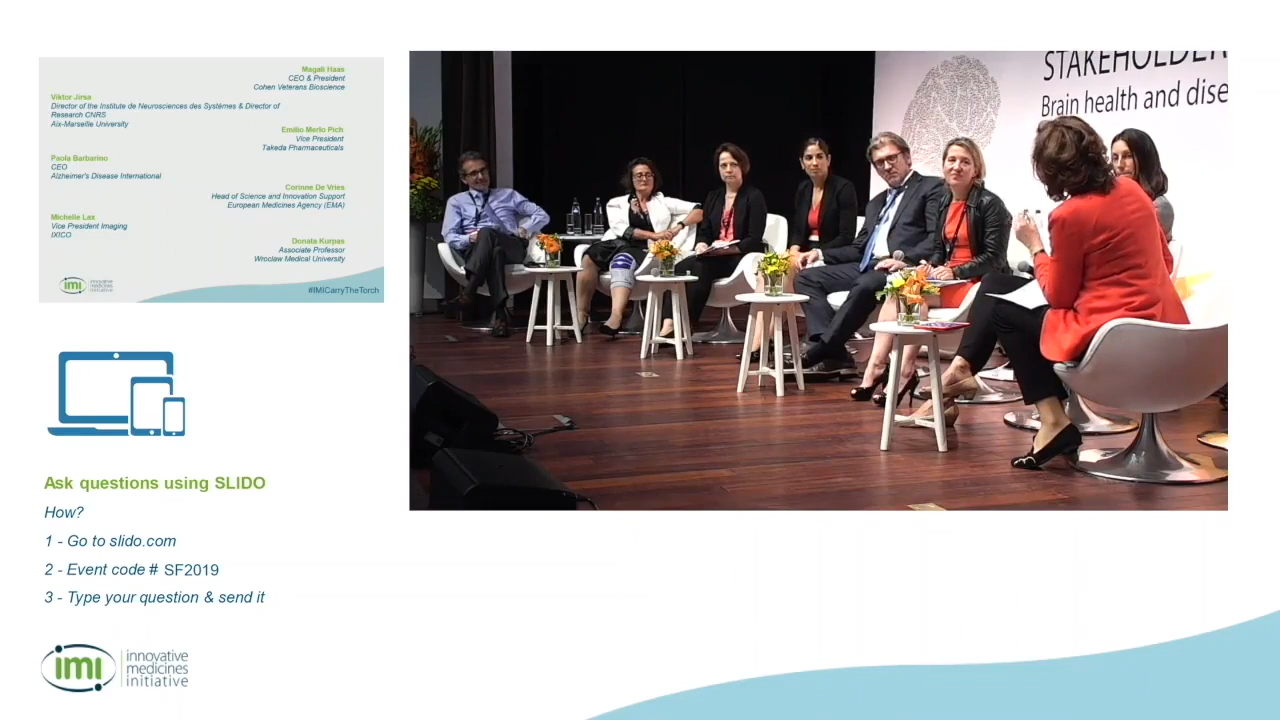 Magali Haas
CEO & President
Cohen Veterans Bioscience
Viktor Jirsa
Director of the Institute de Neurosciences des Systèmes & Director of
Research CNRS
Aix-Marseille University
Emilio Merlo Pich
Vice President
Takeda Pharmaceuticals
Paola Barbarino
CEO
Alzheimer's Disease International
Corinne De Vries
Head of Science and Innovation Support
European Medicines Agency (EMA)
Michelle Lax
Vice President Imaging
IXICO
Donata Kurpas
Associate Professor
Wroclaw Medical University
imi
innovative
medicines
initiative
#IMICarryTheTorch
STAKEHOLDER
Brain health and dise
Ask questions using SLIDO
How?
1 - Go to slido.com
2 - Event code # SF2019
3 - Type your question & send it
imi
innovative
medicines
initiative